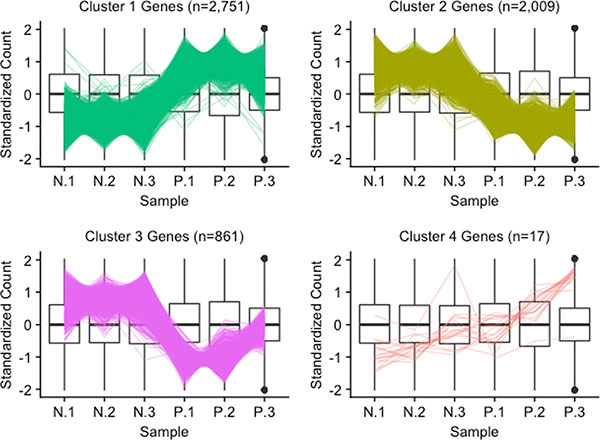 Cluster 1 Genes (n=2,751)
Standardized Count
2
1
0
-1
-2
N.1 N.2 N.3 P.1 P.2 P.3
Sample
Cluster 2 Genes (n=2,009)
Standardized Count
2
1
0
-1
-2
N.1 N.2 N.3 P.1 P.2 P.3
Sample
Cluster 3 Genes (n=861)
Standardized Count
2
1
0
-1
-2
N.1 N.2 N.3 P.1 P.2 P.3
Sample
Cluster 4 Genes (n=17)
Standardized Count
2
1
0
-1
-2
N.1 N.2 N.3 P.1 P.2 P.3
Sample